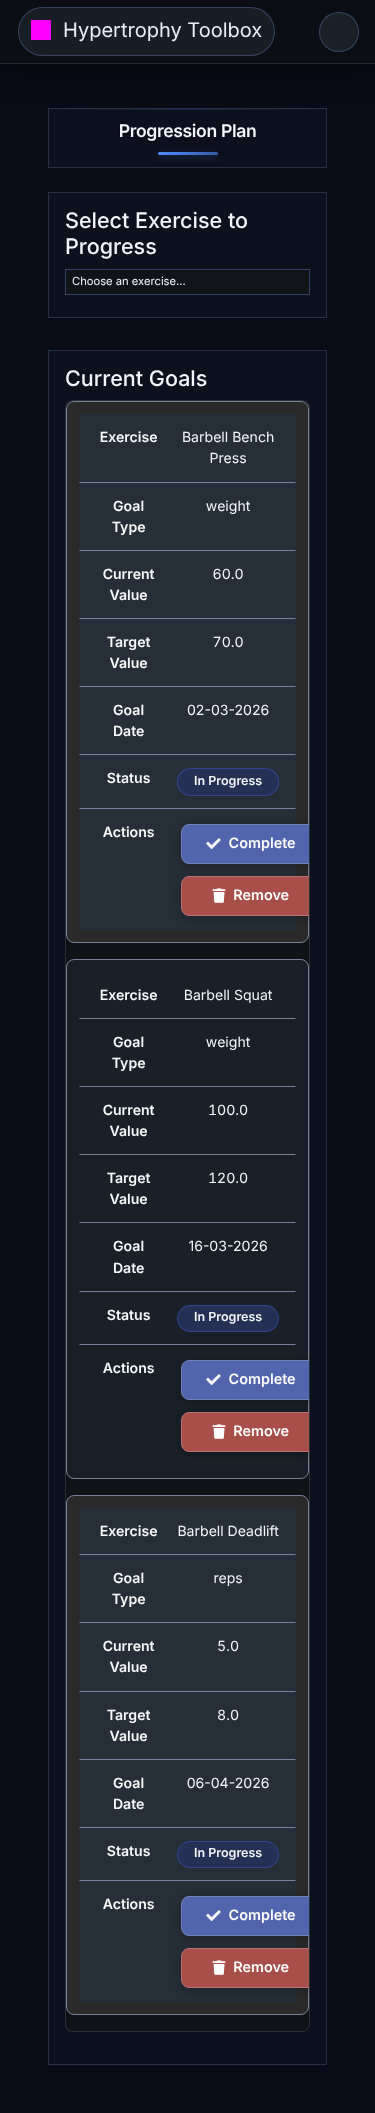 Hypertrophy Toolbox
Progression Plan
Select Exercise to
Progress
Choose an exercise...
Current Goals
Exercise Barbell Bench
Press
Goal weight
Type
Current 60.0
Value
Target 70.0
Value
Goal 02-03-2026
Date
Status In Progress
Actions Complete
Remove
Exercise Barbell Squat
Goal weight
Type
Current 100.0
Value
Target 120.0
Value
Goal 16-03-2026
Date
Status In Progress
Actions Complete
Remove
Exercise Barbell Deadlift
Goal reps
Type
Current 5.0
Value
Target 8.0
Value
Goal 06-04-2026
Date
Status In Progress
Actions Complete
Remove